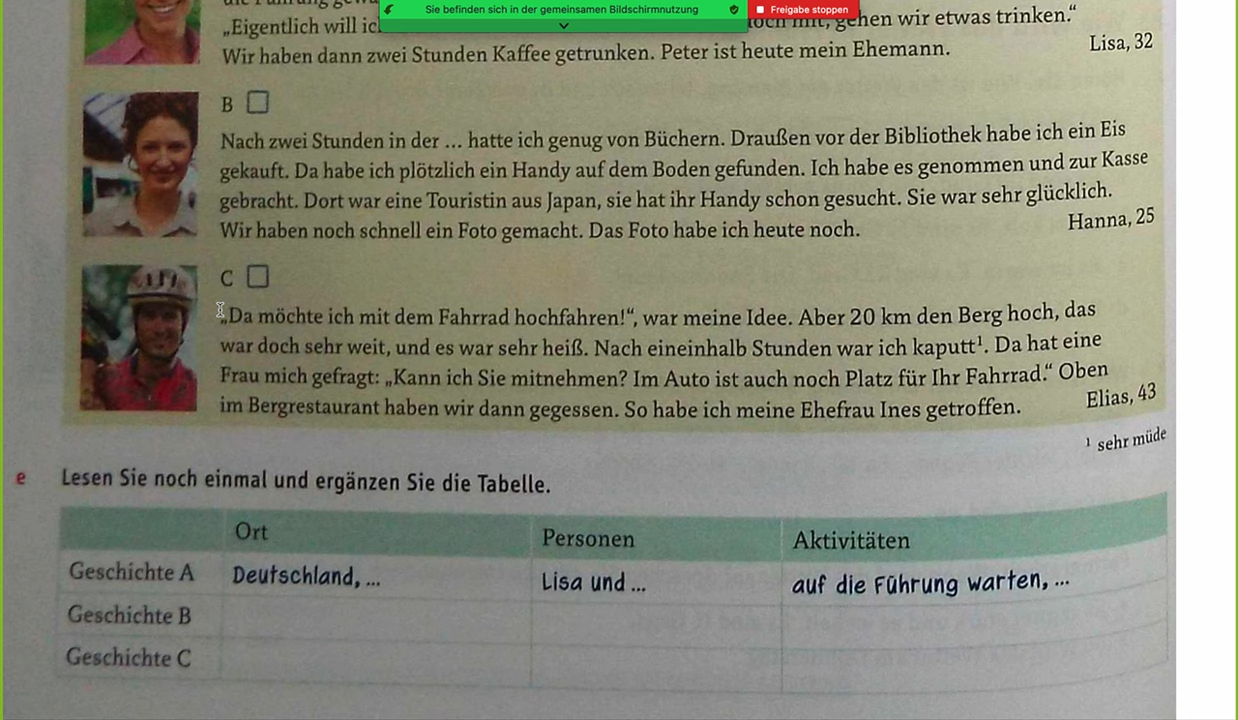 Sie befinden sich in der gemeinsamen Bildschirmnutzung
Freigabe stoppen
„Eigentlich will gehen wir etwas trinken.“
Wir haben dann zwei Stunden Kaffee getrunken. Peter ist heute mein Ehemann.
Lisa, 32
B
Nach zwei Stunden in der ... hatte ich genug von Büchern. Draußen vor der Bibliothek habe ich ein Eis
gekauft. Da habe ich plötzlich ein Handy auf dem Boden gefunden. Ich habe es genommen und zur Kasse
gebracht. Dort war eine Touristin aus Japan, sie hat ihr Handy schon gesucht. Sie war sehr glücklich.
Wir haben noch schnell ein Foto gemacht. Das Foto habe ich heute noch.
Hanna, 25
C
„Da möchte ich mit dem Fahrrad hochfahren!“, war meine Idee. Aber 20 km den Berg hoch, das
war doch sehr weit, und es war sehr heiß. Nach eineinhalb Stunden war ich kaputt¹. Da hat eine
Frau mich gefragt: „Kann ich Sie mitnehmen? Im Auto ist auch noch Platz für Ihr Fahrrad.“ Oben
im Bergrestaurant haben wir dann gegessen. So habe ich meine Ehefrau Ines getroffen.
Elias, 43
¹ sehr müde
e Lesen Sie noch einmal und ergänzen Sie die Tabelle.
Ort Personen Aktivitäten
Geschichte A Deutschland, ... Lisa und ... auf die Führung warten, ...
Geschichte B
Geschichte C